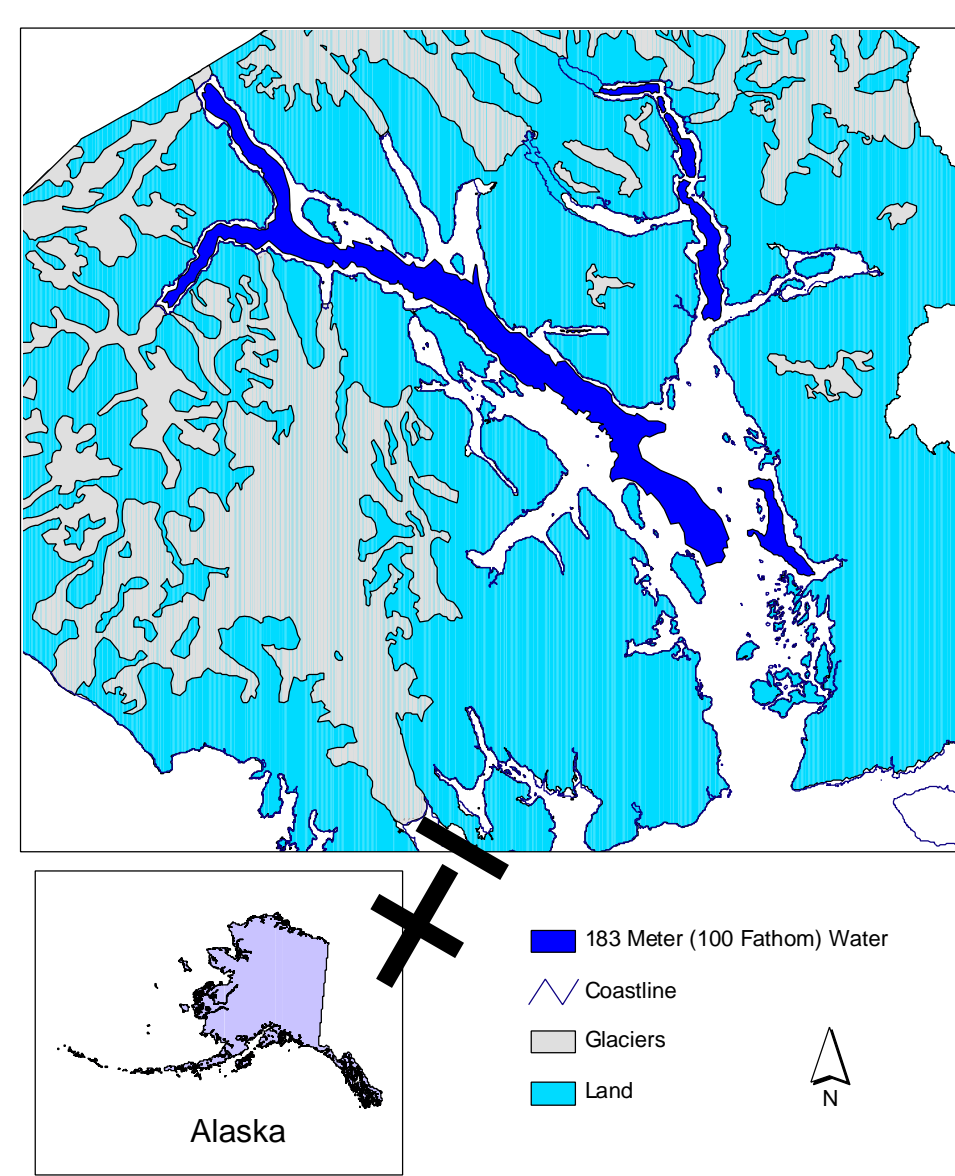 183 Meter (100 Fathom) Water
Coastline
Glaciers
Land
N
Alaska